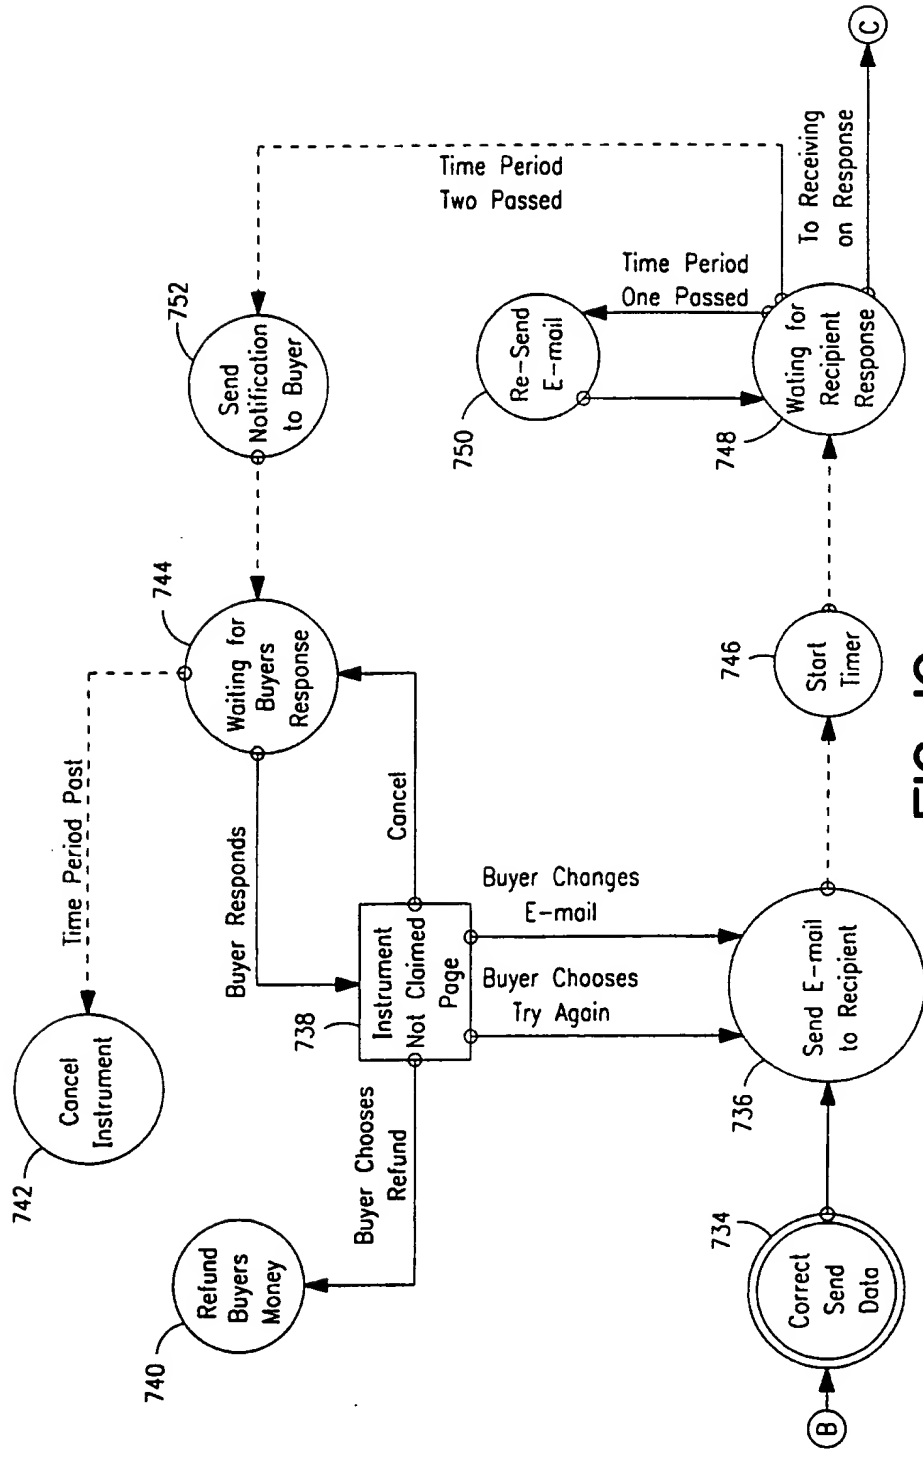 742
Cancel
Instrument
Time Period Past
740
Refund
Buyers
Money
Buyer Chooses
Refund
738
Instrument
Not Claimed
Page
Buyer Responds
Cancel
744
Waiting for
Buyers
Response
752
Send
Notification
to Buyer
Time Period
Two Passed
Buyer Chooses
Try Again
Buyer Changes
E-mail
750
Re-Send
E-mail
Time Period
One Passed
B
734
Correct
Send
Data
736
Send E-mail
to Recipient
746
Start
Timer
748
Wating for
Recipient
Response
To Receiving
on Response
C